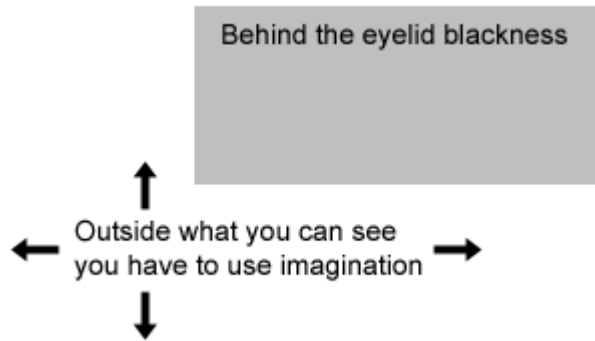 Behind the eyelid blackness
Outside what you can see
you have to use imagination